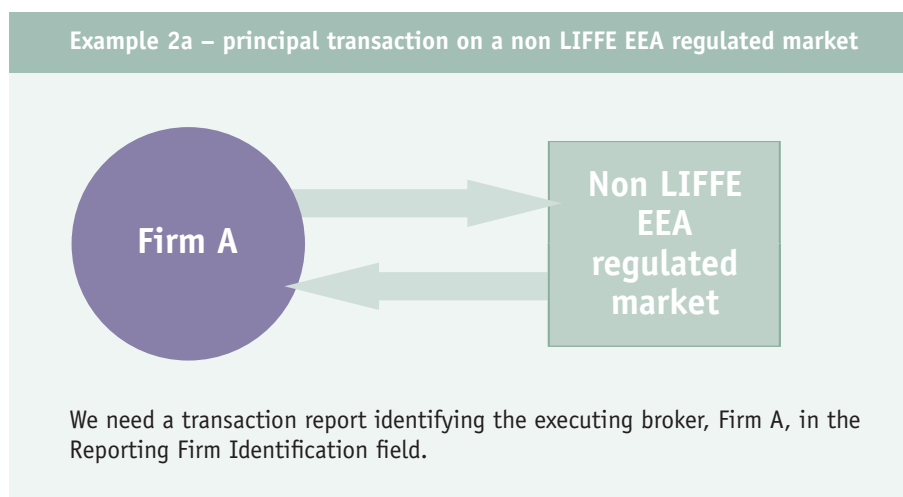 Example 2a – principal transaction on a non LIFFE EEA regulated market
Firm A
Non LIFFE
EEA
regulated
market
We need a transaction report identifying the executing broker, Firm A, in the
Reporting Firm Identification field.